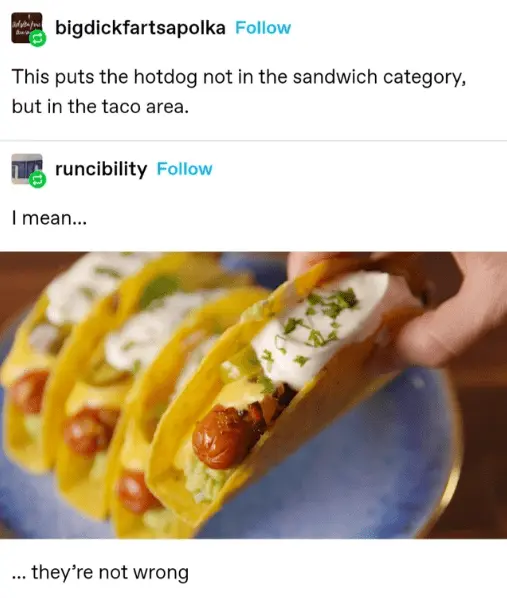 bigdickfartsapolka Follow
This puts the hotdog not in the sandwich category,
but in the taco area.
runcibility Follow
I mean...
... they're not wrong